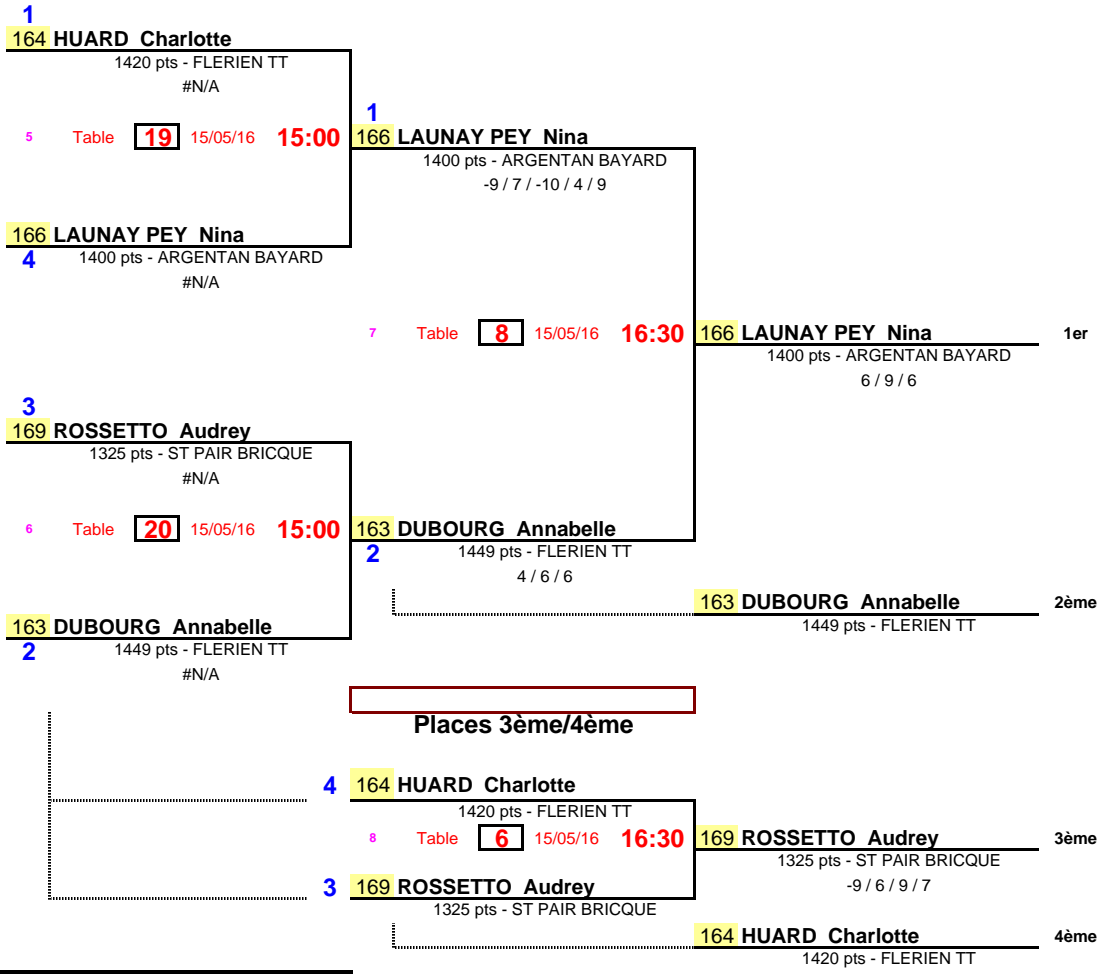 1
164 HUARD Charlotte
1420 pts - FLERIEN TT
#N/A
1
5 Table 19 15/05/16 15:00 166 LAUNAY PEY Nina
1400 pts - ARGENTAN BAYARD
-9 / 7 / -10 / 4 / 9
166 LAUNAY PEY Nina
4 1400 pts - ARGENTAN BAYARD
#N/A
7 Table 8 15/05/16 16:30 166 LAUNAY PEY Nina 1er
1400 pts - ARGENTAN BAYARD
6 / 9 / 6
3
169 ROSSETTO Audrey
1325 pts - ST PAIR BRICQUE
#N/A
6 Table 20 15/05/16 15:00 163 DUBOURG Annabelle
2 1449 pts - FLERIEN TT
4 / 6 / 6
163 DUBOURG Annabelle 2ème
1449 pts - FLERIEN TT
163 DUBOURG Annabelle
2 1449 pts - FLERIEN TT
#N/A
Places 3ème/4ème
4 164 HUARD Charlotte
1420 pts - FLERIEN TT
8 Table 6 15/05/16 16:30 169 ROSSETTO Audrey 3ème
1325 pts - ST PAIR BRICQUE
-9 / 6 / 9 / 7
3 169 ROSSETTO Audrey
1325 pts - ST PAIR BRICQUE
164 HUARD Charlotte 4ème
1420 pts - FLERIEN TT